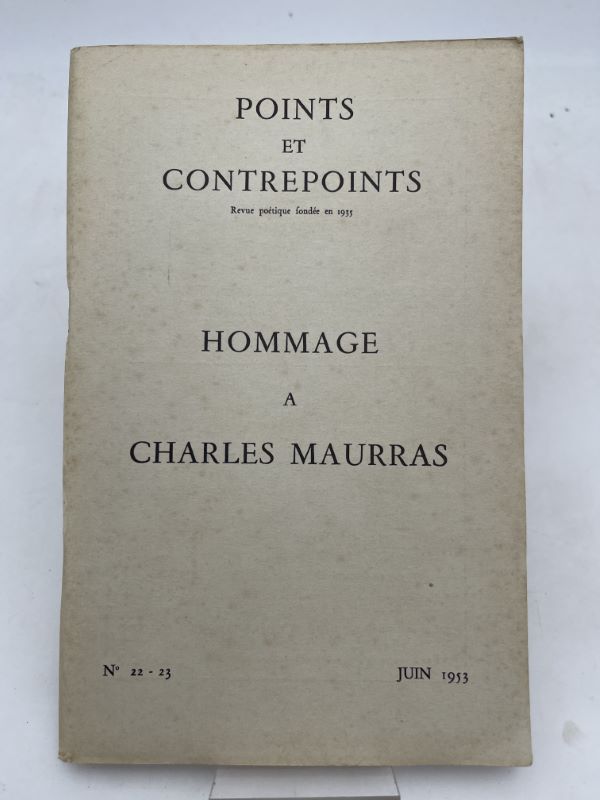 POINTS
ET
CONTREPOINTS
Revue poétique fondée en 1935
HOMMAGE
A
CHARLES MAURRAS
N° 22 - 23
JUIN 1953